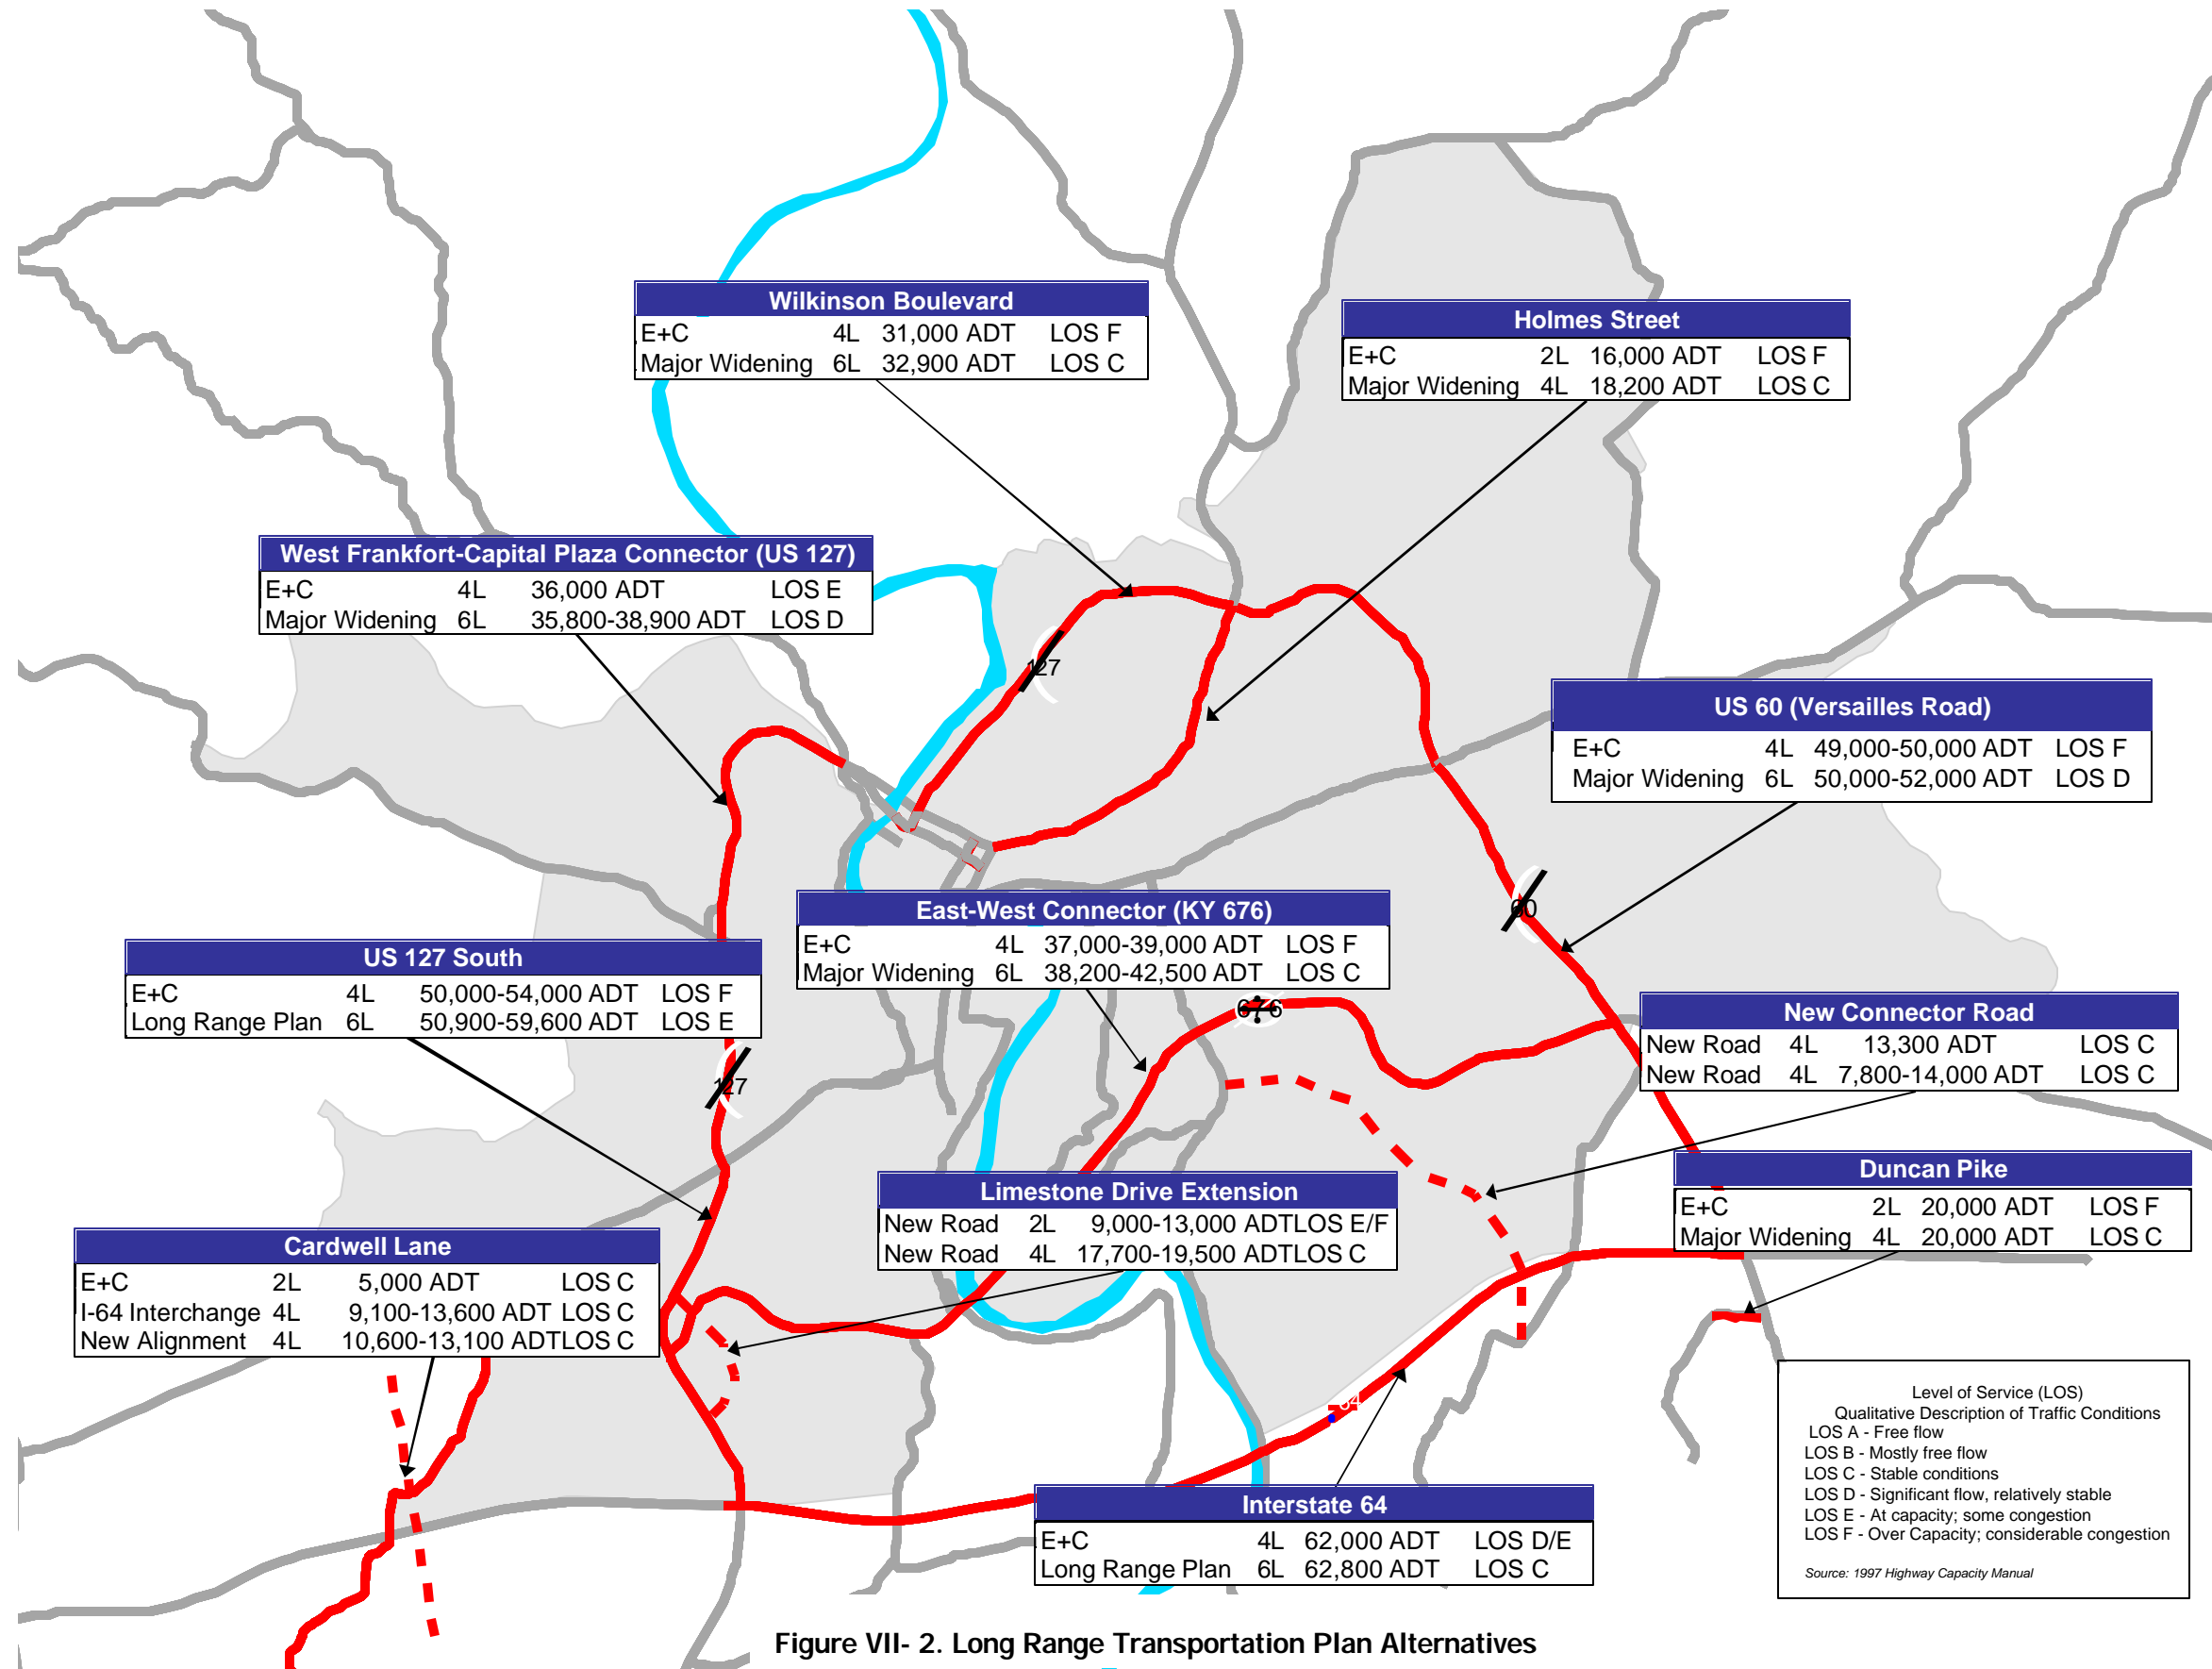 Wilkinson Boulevard
E+C 4L 31,000 ADT LOS F
Major Widening 6L 32,900 ADT LOS C
Holmes Street
E+C 2L 16,000 ADT LOS F
Major Widening 4L 18,200 ADT LOS C
West Frankfort-Capital Plaza Connector (US 127)
E+C 4L 36,000 ADT LOS E
Major Widening 6L 35,800-38,900 ADT LOS D
127
US 60 (Versailles Road)
E+C 4L 49,000-50,000 ADT LOS F
Major Widening 6L 50,000-52,000 ADT LOS D
60
East-West Connector (KY 676)
E+C 4L 37,000-39,000 ADT LOS F
Major Widening 6L 38,200-42,500 ADT LOS C
676
US 127 South
E+C 4L 50,000-54,000 ADT LOS F
Long Range Plan 6L 50,900-59,600 ADT LOS E
127
New Connector Road
New Road 4L 13,300 ADT LOS C
New Road 4L 7,800-14,000 ADT LOS C
Duncan Pike
E+C 2L 20,000 ADT LOS F
Major Widening 4L 20,000 ADT LOS C
Limestone Drive Extension
New Road 2L 9,000-13,000 ADTLOS E/F
New Road 4L 17,700-19,500 ADTLOS C
Cardwell Lane
E+C 2L 5,000 ADT LOS C
I-64 Interchange 4L 9,100-13,600 ADT LOS C
New Alignment 4L 10,600-13,100 ADTLOS C
64
Interstate 64
E+C 4L 62,000 ADT LOS D/E
Long Range Plan 6L 62,800 ADT LOS C
Level of Service (LOS)
Qualitative Description of Traffic Conditions
LOS A - Free flow
LOS B - Mostly free flow
LOS C - Stable conditions
LOS D - Significant flow, relatively stable
LOS E - At capacity; some congestion
LOS F - Over Capacity; considerable congestion
Source: 1997 Highway Capacity Manual
Figure VII- 2. Long Range Transportation Plan Alternatives